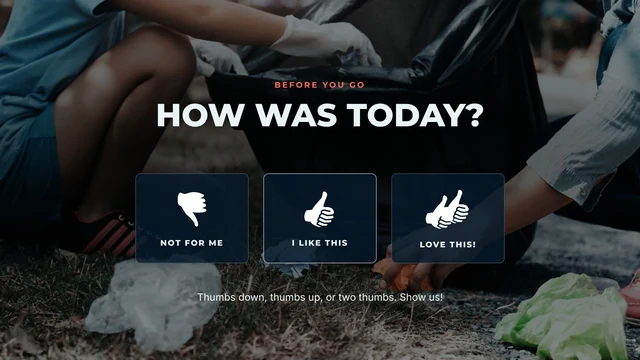 BEFORE YOU GO
HOW WAS TODAY?
NOT FOR ME
I LIKE THIS
LOVE THIS!
Thumbs down, thumbs up, or two thumbs. Show us!